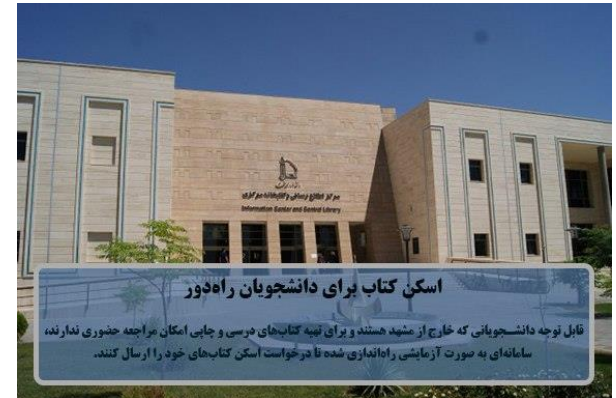 مرکز اطلاع رسانی و کتابخانه مرکزی
Information Center and Central Library
اسکن کتاب برای دانشجویان راه‌دور
قابل توجه دانشـجویانی که خارج از مشهد هستند و برای تهیه کتاب‌های درسی و چاپی امکان مراجعه حضوری ندارند،
سامانه‌ای به صورت آزمایشی راه‌اندازی شده تا درخواست اسکن کتاب‌های خود را ارسال کنند.